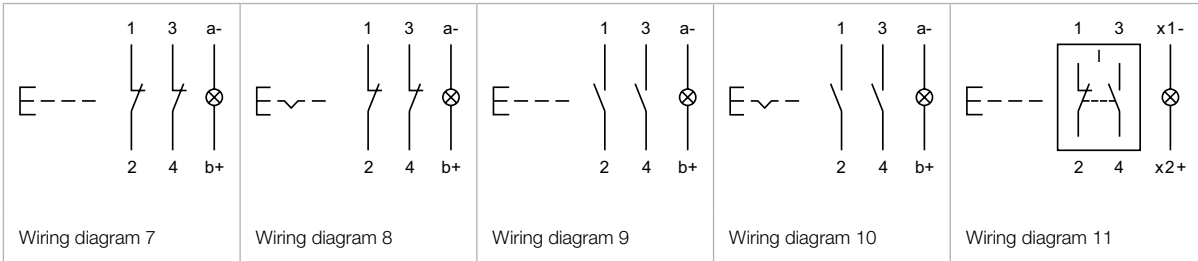 1 3 a-
2 4 b+
Wiring diagram 7
1 3 a-
2 4 b+
Wiring diagram 8
1 3 a-
2 4 b+
Wiring diagram 9
1 3 a-
2 4 b+
Wiring diagram 10
1 3 x1-
2 4 x2+
Wiring diagram 11